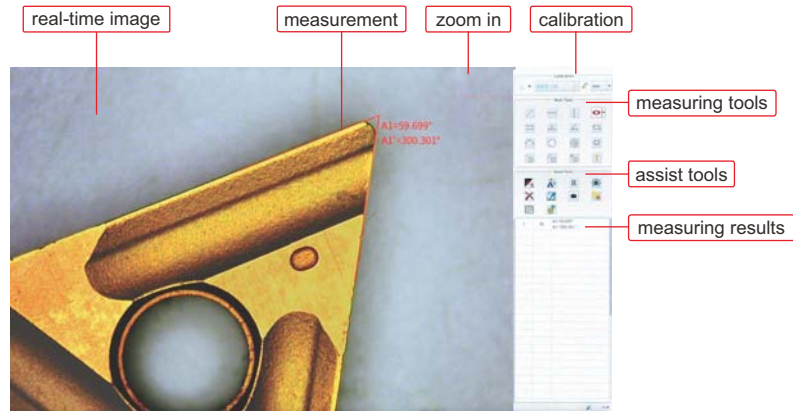 real-time image
measurement
zoom in
calibration
measuring tools
A1=59.699°
A1'=300.301°
assist tools
measuring results